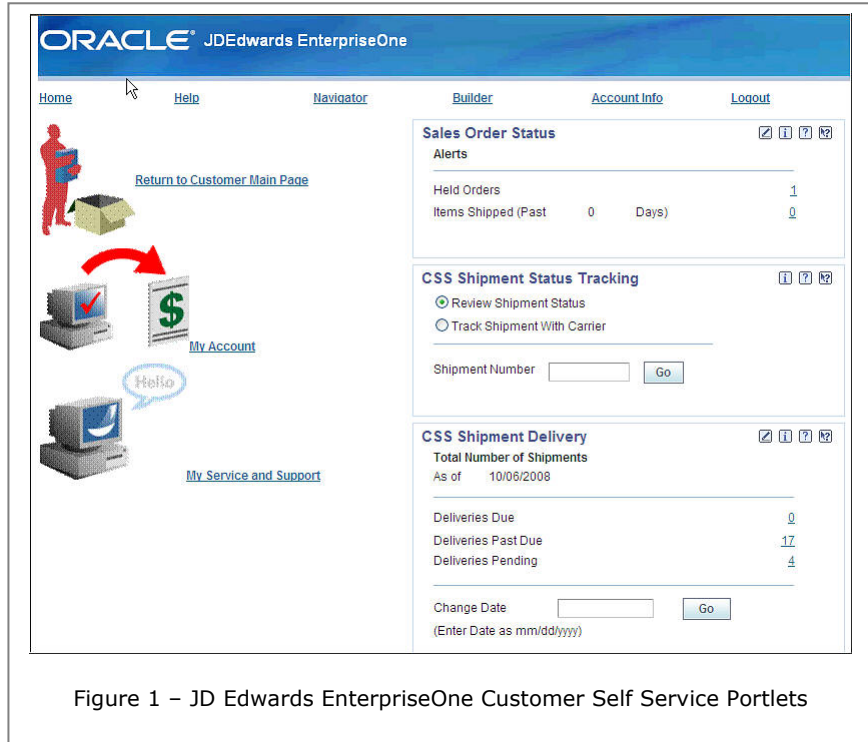 ORACLE® JDEdwards EnterpriseOne
Home Help Navigator Builder Account Info Logout
Return to Customer Main Page
$
My Account
Hello
My Service and Support
Sales Order Status
Alerts
Held Orders 1
Items Shipped (Past 0 Days) 0
CSS Shipment Status Tracking
Review Shipment Status
Track Shipment With Carrier
Shipment Number Go
CSS Shipment Delivery
Total Number of Shipments
As of 10/06/2008
Deliveries Due 0
Deliveries Past Due 17
Deliveries Pending 4
Change Date Go
(Enter Date as mm/dd/yyyy)
Figure 1 – JD Edwards EnterpriseOne Customer Self Service Portlets